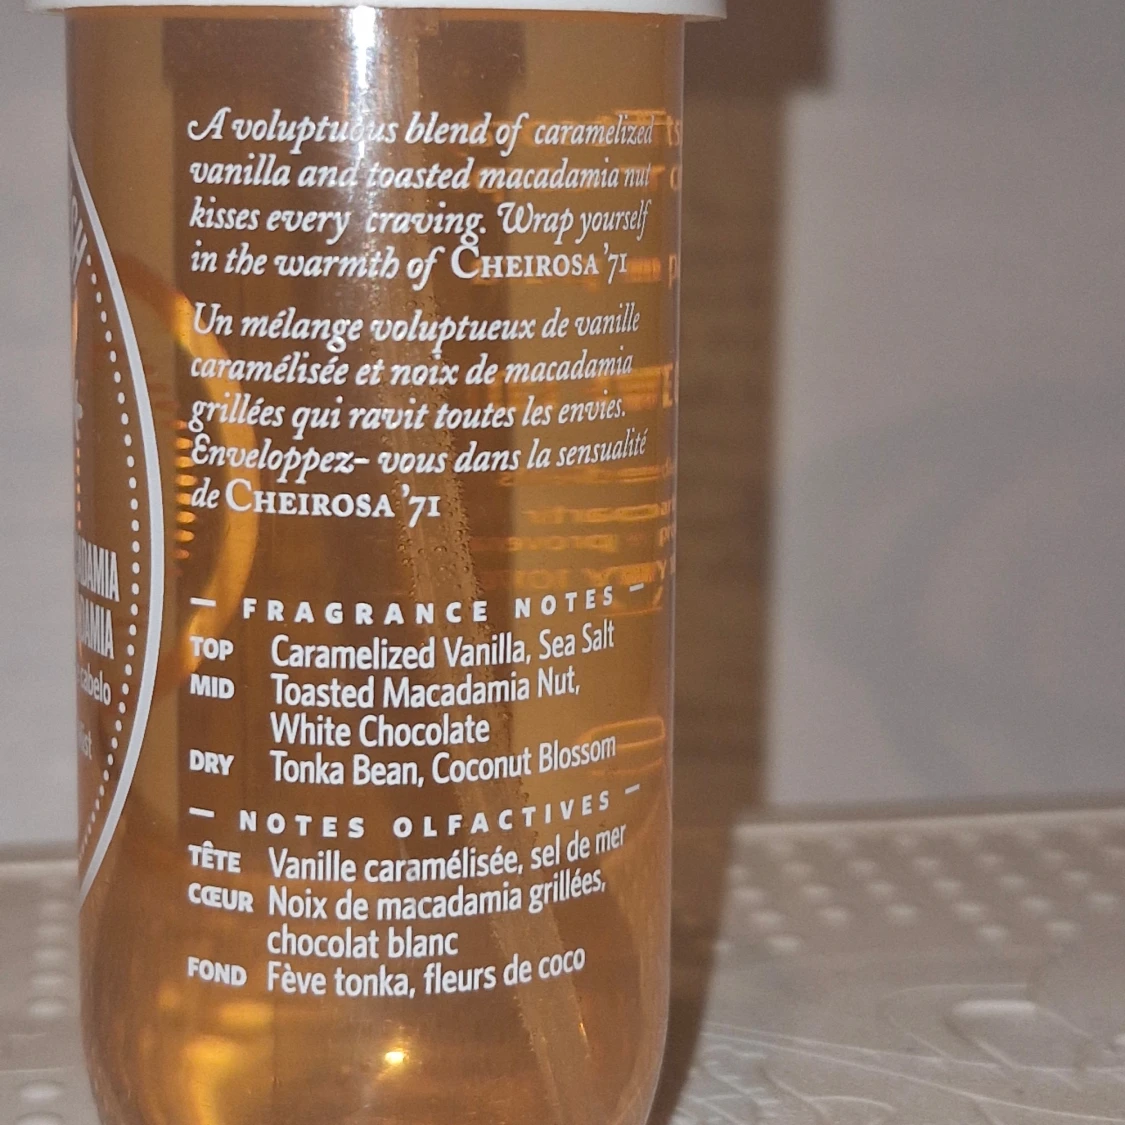 A voluptuous blend of caramelized
vanilla and toasted macadamia nut
kisses every craving. Wrap yourself
in the warmth of CHEIROSA '71
Un mélange voluptueux de vanille
caramélisée et noix de macadamia
grillées qui ravit toutes les envies.
Enveloppez- vous dans la sensualité
de CHEIROSA '71
— FRAGRANCE NOTES —
TOP Caramelized Vanilla, Sea Salt
MID Toasted Macadamia Nut,
White Chocolate
DRY Tonka Bean, Coconut Blossom
— NOTES OLFACTIVES —
TÊTE Vanille caramélisée, sel de mer
CŒUR Noix de macadamia grillées,
chocolat blanc
FOND Fève tonka, fleurs de coco